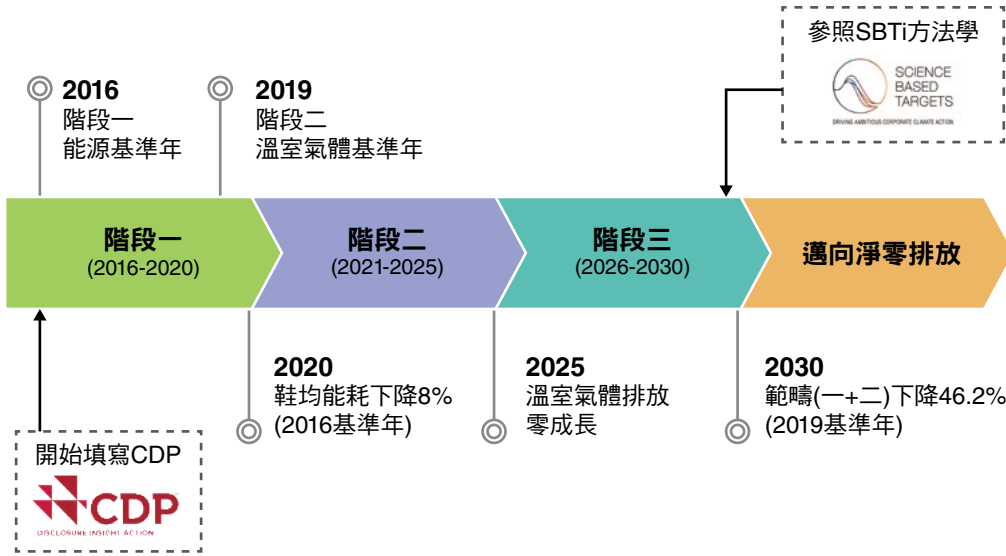 參照SBTi方法學
SCIENCE
BASED
TARGETS
DRIVING AMBITIOUS CORPORATE CLIMATE ACTION
2016
階段一
能源基準年
2019
階段二
溫室氣體基準年
階段一
(2016-2020)
階段二
(2021-2025)
階段三
(2026-2030)
邁向淨零排放
2020
鞋均能耗下降8%
(2016基準年)
2025
溫室氣體排放
零成長
2030
範疇(一+二)下降46.2%
(2019基準年)
開始填寫CDP
CDP
DISCLOSURE INSIGHT ACTION